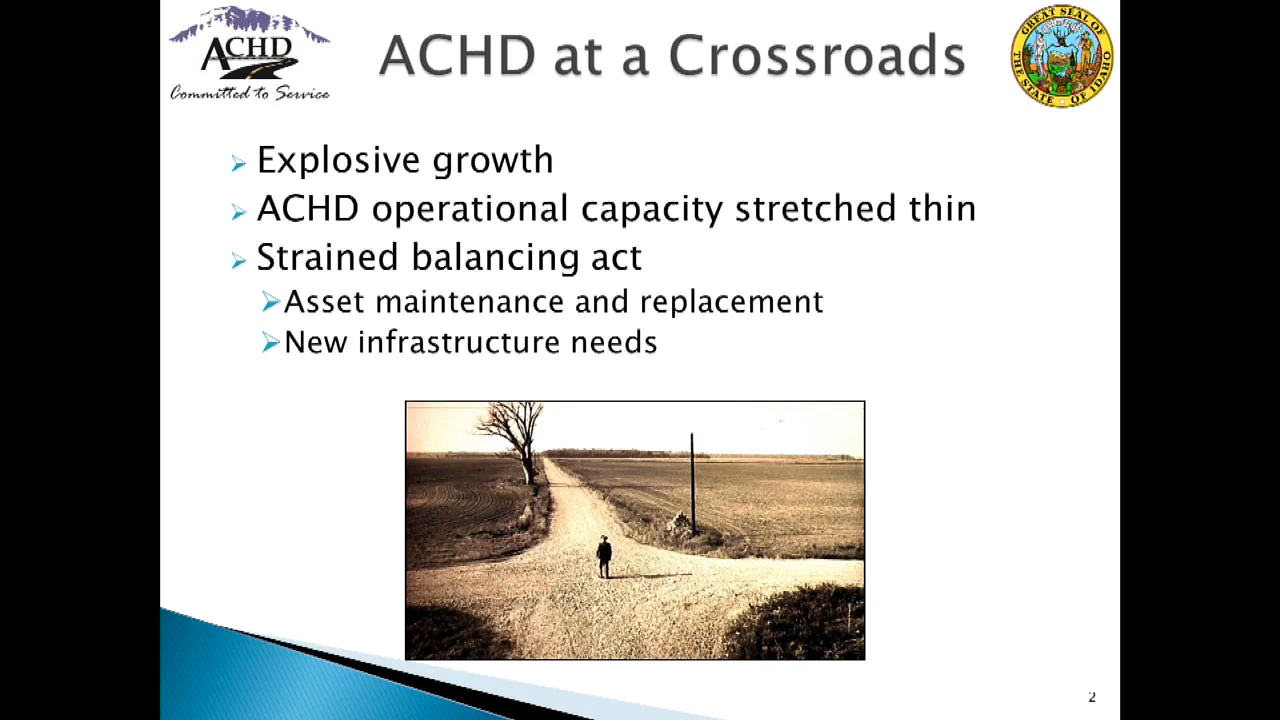 ACHD
Committed to Service
ACHD at a Crossroads
GREAT SEAL OF
THE STATE OF IDAHO
Explosive growth
ACHD operational capacity stretched thin
Strained balancing act
Asset maintenance and replacement
New infrastructure needs
2